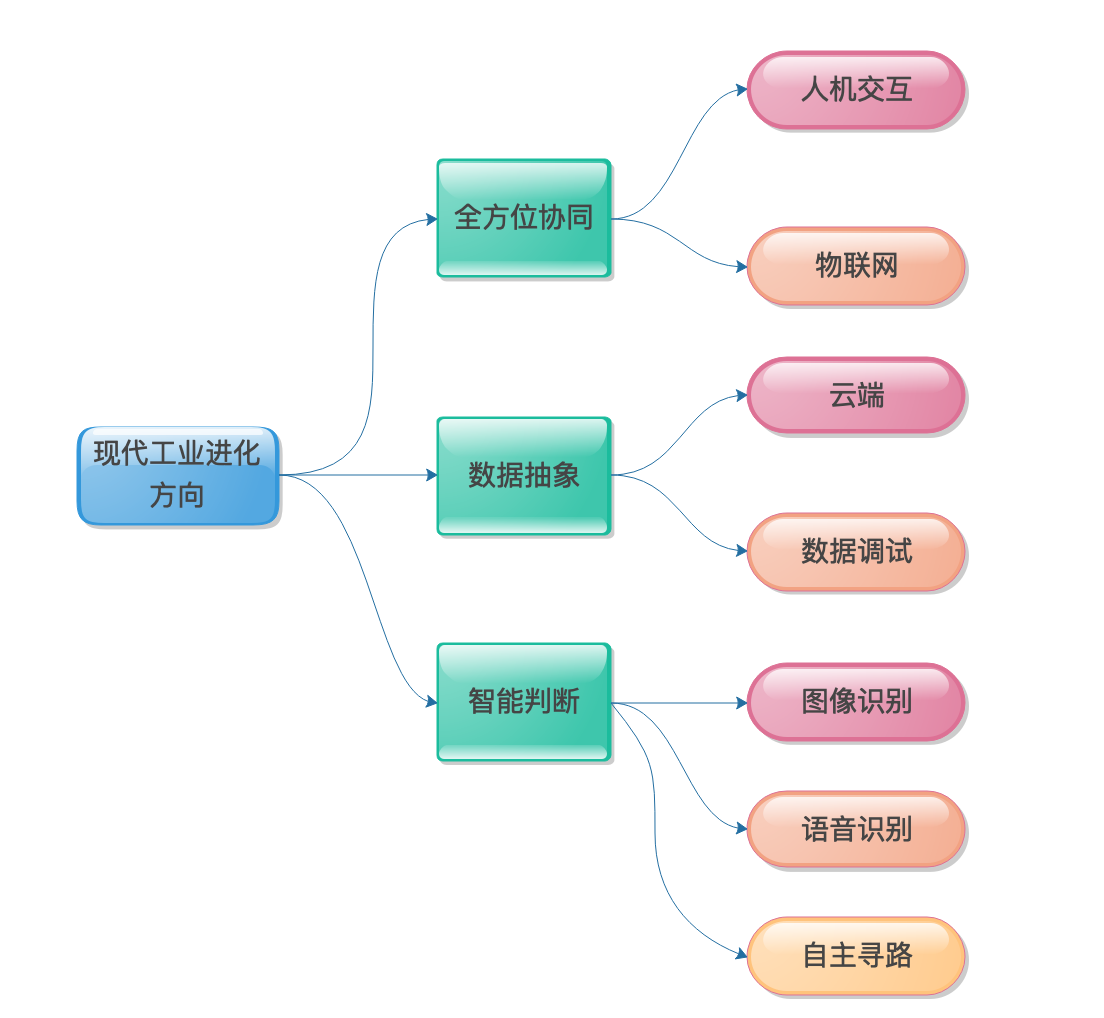 现代工业进化
方向
全方位协同
人机交互
物联网
数据抽象
云端
数据调试
智能判断
图像识别
语音识别
自主寻路